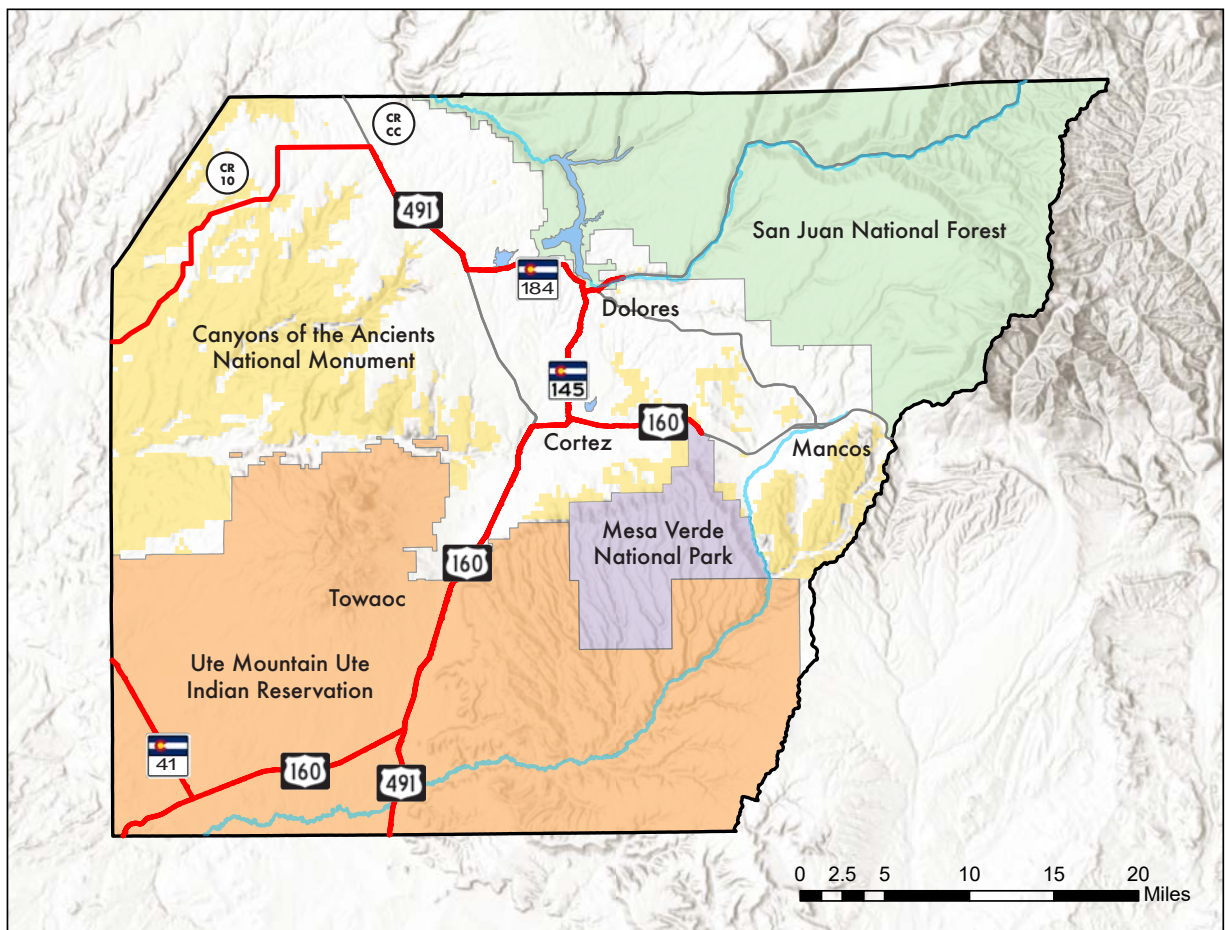 CR
CC
CR
10
491
San Juan National Forest
184
Dolores
Canyons of the Ancients
National Monument
145
160
Cortez
Mancos
Mesa Verde
National Park
160
Towaoc
Ute Mountain Ute
Indian Reservation
41
160
491
0 2.5 5 10 15 20
Miles